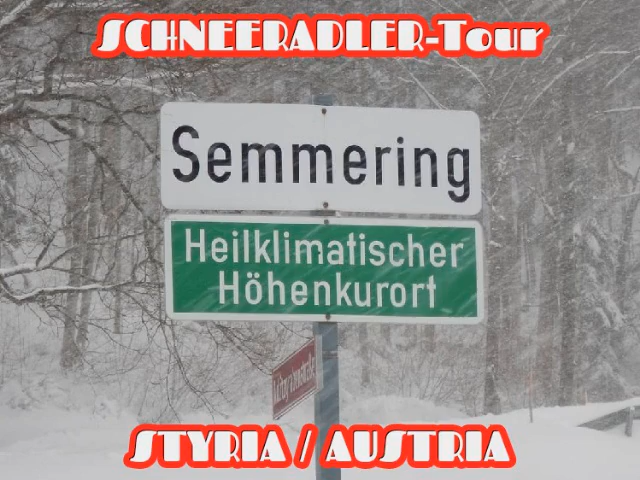 SCHNEERADLER-Tour
Semmering
Heilklimatischer
Höhenkurort
STYRIA / AUSTRIA